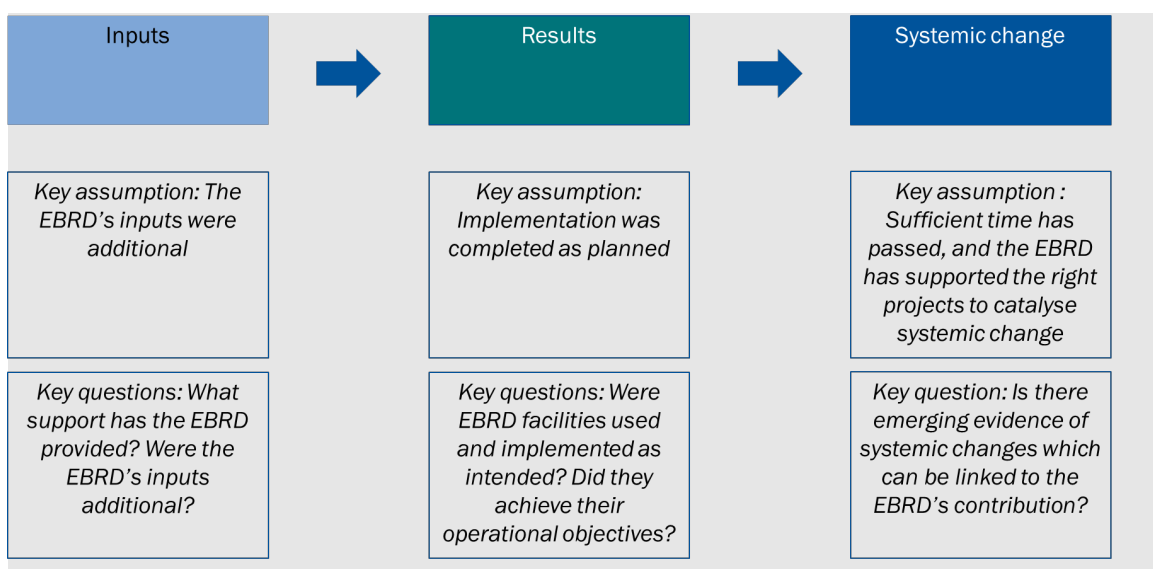 Inputs
Results
Systemic change
Key assumption: The
EBRD's inputs were
additional
Key assumption:
Implementation was
completed as planned
Key assumption :
Sufficient time has
passed, and the EBRD
has supported the right
projects to catalyse
systemic change
Key questions: What
support has the EBRD
provided? Were the
EBRD's inputs
additional?
Key questions: Were
EBRD facilities used
and implemented as
intended? Did they
achieve their
operational objectives?
Key question: Is there
emerging evidence of
systemic changes which
can be linked to the
EBRD's contribution?